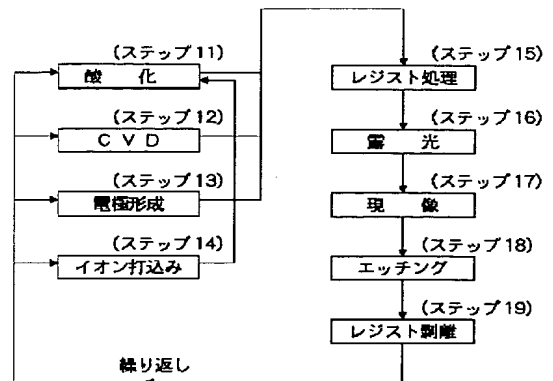 (ステップ11)
酸 化
(ステップ12)
C V D
(ステップ13)
電極形成
(ステップ14)
イオン打込み
繰り返し
(ステップ15)
レジスト処理
(ステップ16)
露 光
(ステップ17)
現 像
(ステップ18)
エッチング
(ステップ19)
レジスト剥離